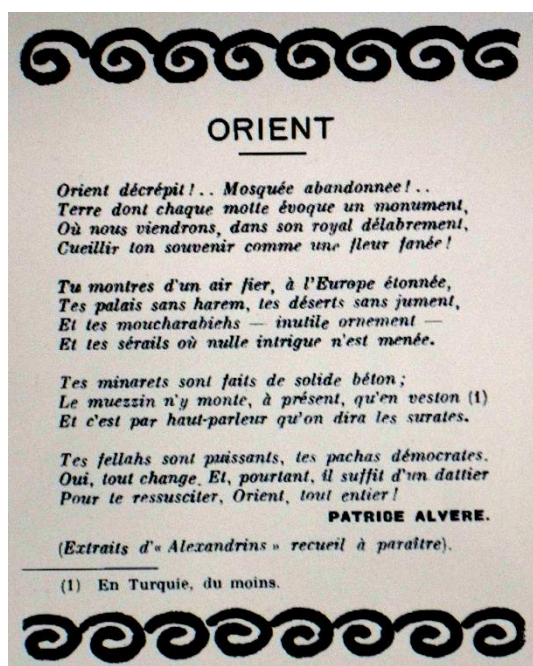 ORIENT
Orient décrépit!.. Mosquée abandonnée!..
Terre dont chaque motte évoque un monument,
Où nous viendrons, dans son royal délabrement,
Cueillir ton souvenir comme une fleur fanée!
Tu montres d'un air fier, à l'Europe étonnée,
Tes palais sans harem, tes déserts sans jument,
Et tes moucharabiehs — inutile ornement —
Et tes sérails où nulle intrigue n'est menée.
Tes minarets sont faits de solide béton;
Le muezzin n'y monte, à présent, qu'en veston (1)
Et c'est par haut-parleur qu'on dira les surates.
Tes fellahs sont puissants, tes pachas démocrates.
Oui, tout change. Et, pourtant, il suffit d'un dattier
Pour te ressusciter, Orient, tout entier!
PATRICE ALVERE.
(Extraits d'« Alexandrins » recueil à paraître).
(1) En Turquie, du moins.